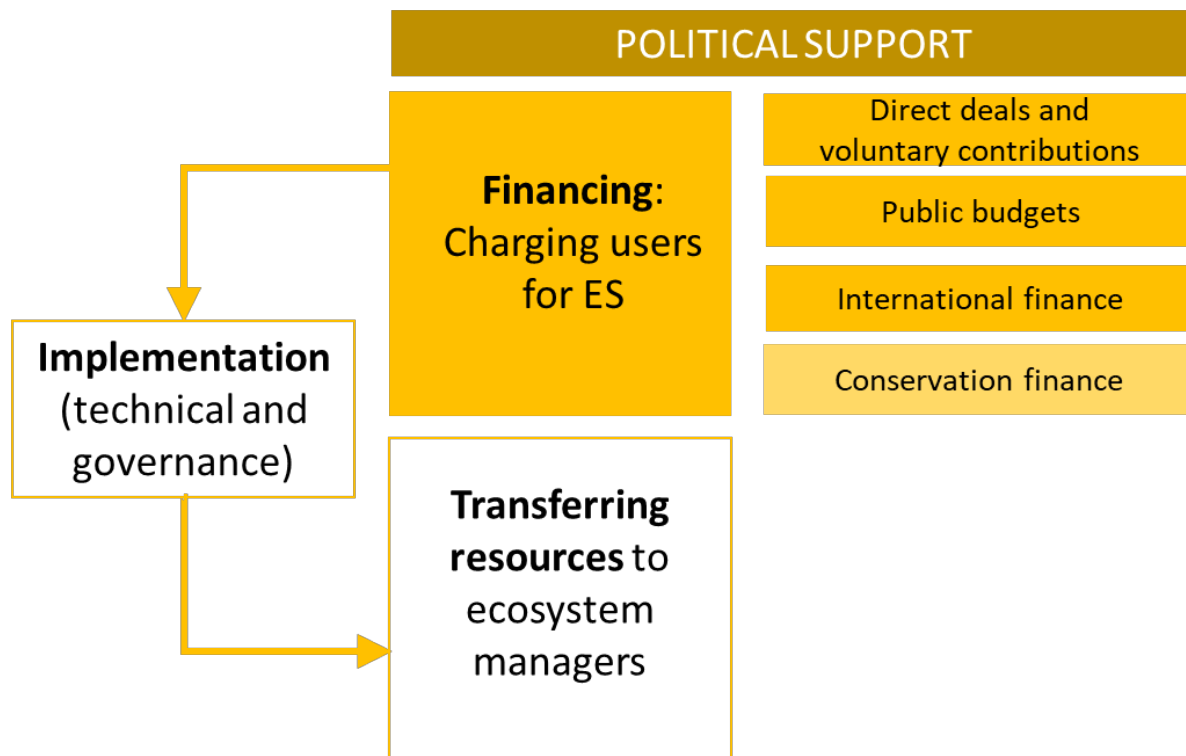 POLITICAL SUPPORT
Financing:
Charging users
for ES
Direct deals and
voluntary contributions
Public budgets
International finance
Conservation finance
Implementation
(technical and
governance)
Transferring
resources to
ecosystem
managers